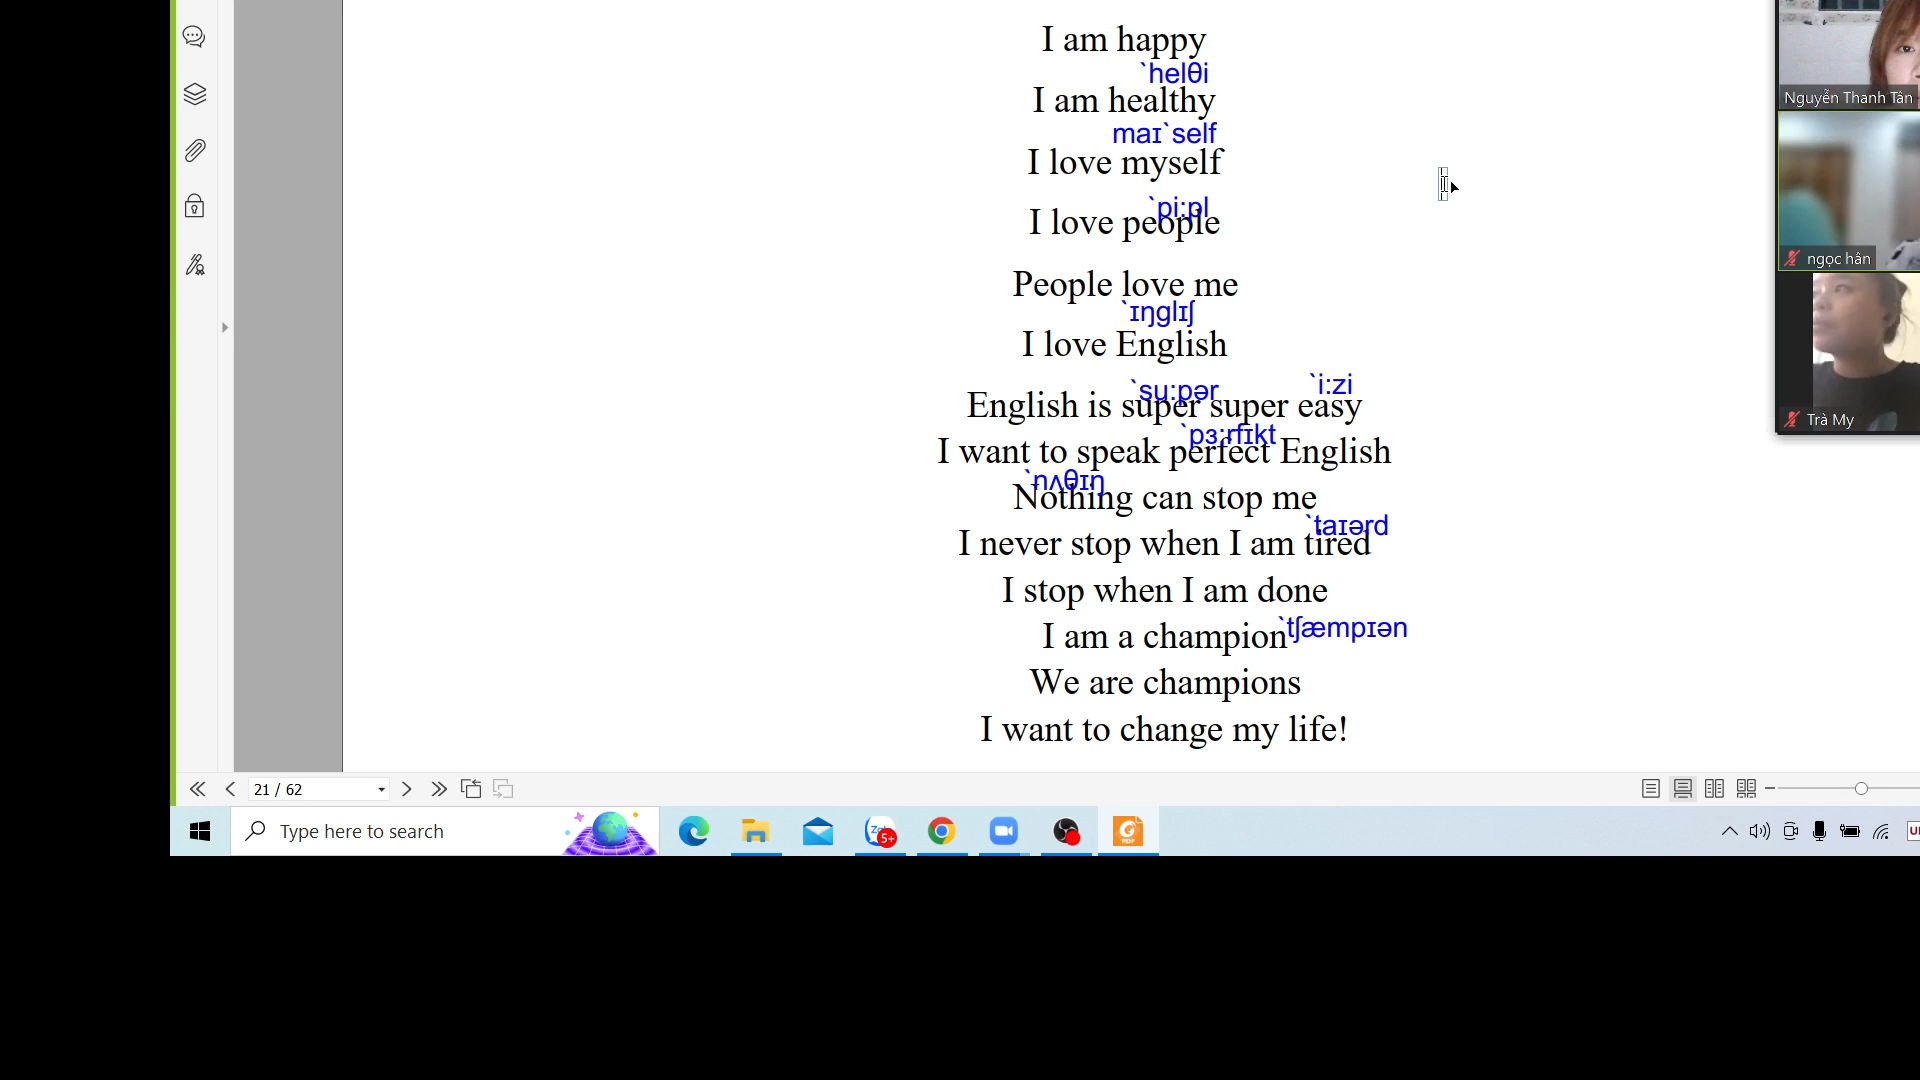 I am happy
`helθi
I am healthy
maɪ`self
I love myself
`pi:pl
I love people
People love me
`ɪŋglɪʃ
I love English
`su:pər `i:zi
English is super super easy
`pɜ:rfɪkt
I want to speak perfect English
`nʌθɪŋ
Nothing can stop me
`taɪərd
I never stop when I am tired
I stop when I am done
I am a champion `tʃæmpɪən
We are champions
I want to change my life!
Nguyễn Thanh Tân
ngọc hân
Trà My
21 / 62
Type here to search
5+
PDF